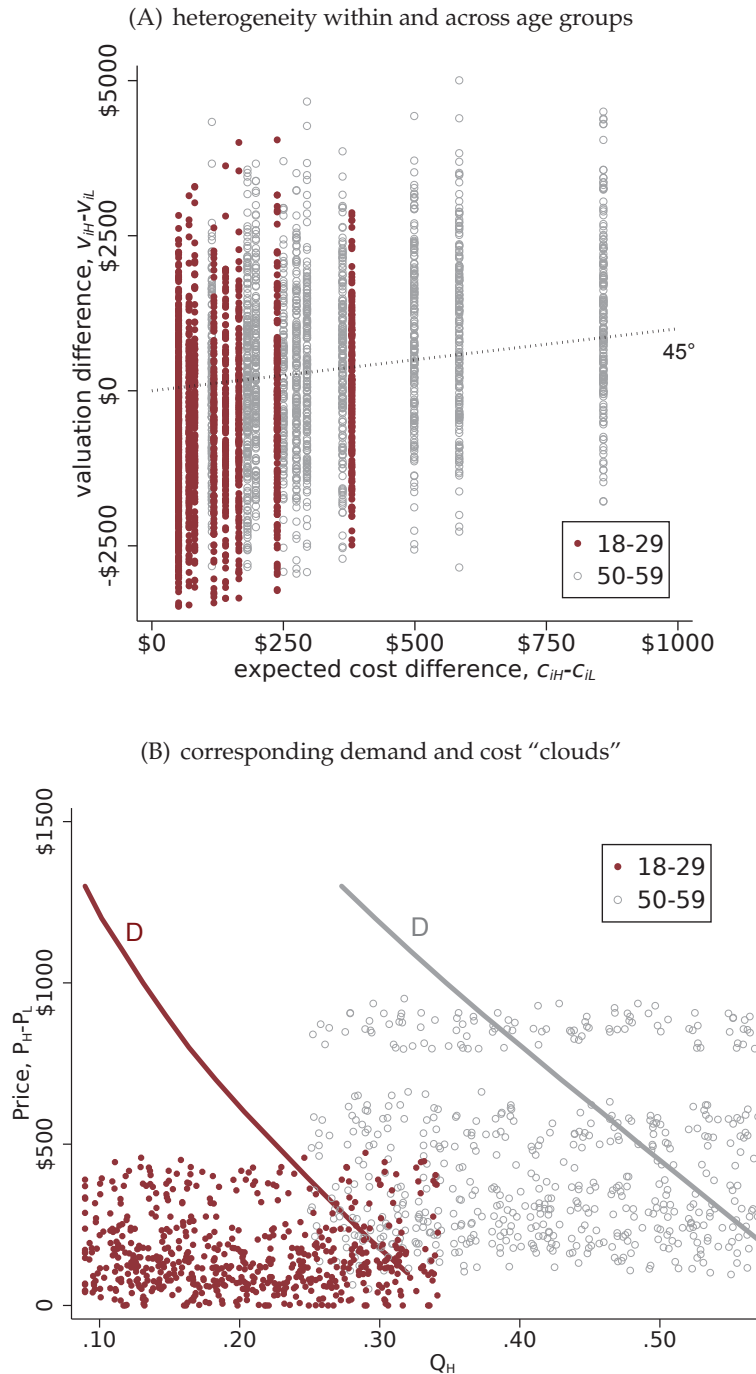 (A) heterogeneity within and across age groups
$5000
$2500
$0
-$2500
valuation difference, v_iH-v_iL
45°
18-29
50-59
$0 $250 $500 $750 $1000
expected cost difference, c_iH-c_iL
(B) corresponding demand and cost “clouds”
$1500
$1000
$500
0
Price, P_H-P_L
18-29
50-59
D
D
.10 .20 .30 .40 .50
Q_H